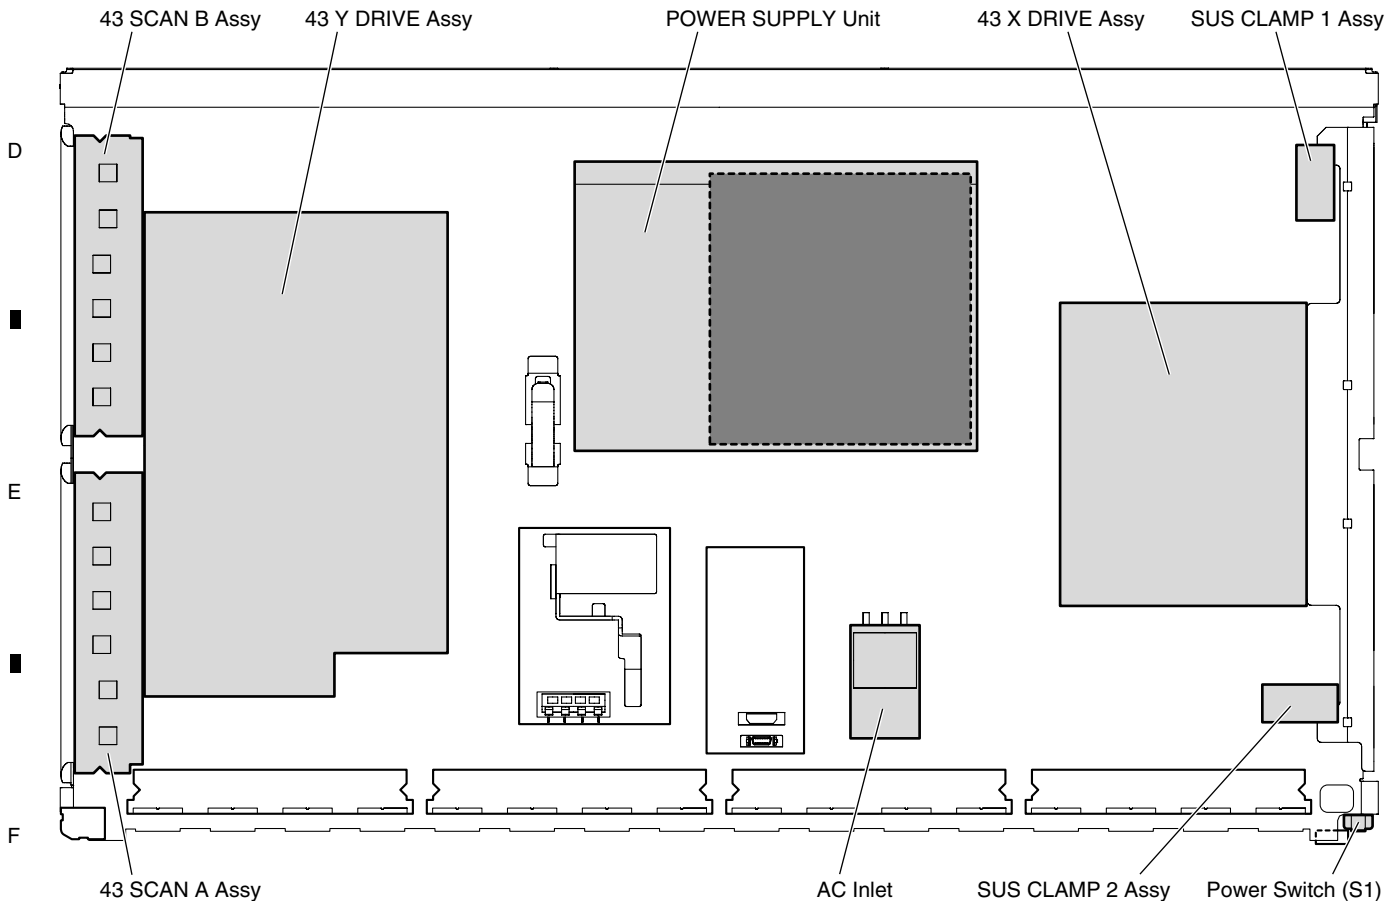 43 SCAN B Assy
43 Y DRIVE Assy
POWER SUPPLY Unit
43 X DRIVE Assy
SUS CLAMP 1 Assy
D
E
F
43 SCAN A Assy
AC Inlet
SUS CLAMP 2 Assy
Power Switch (S1)